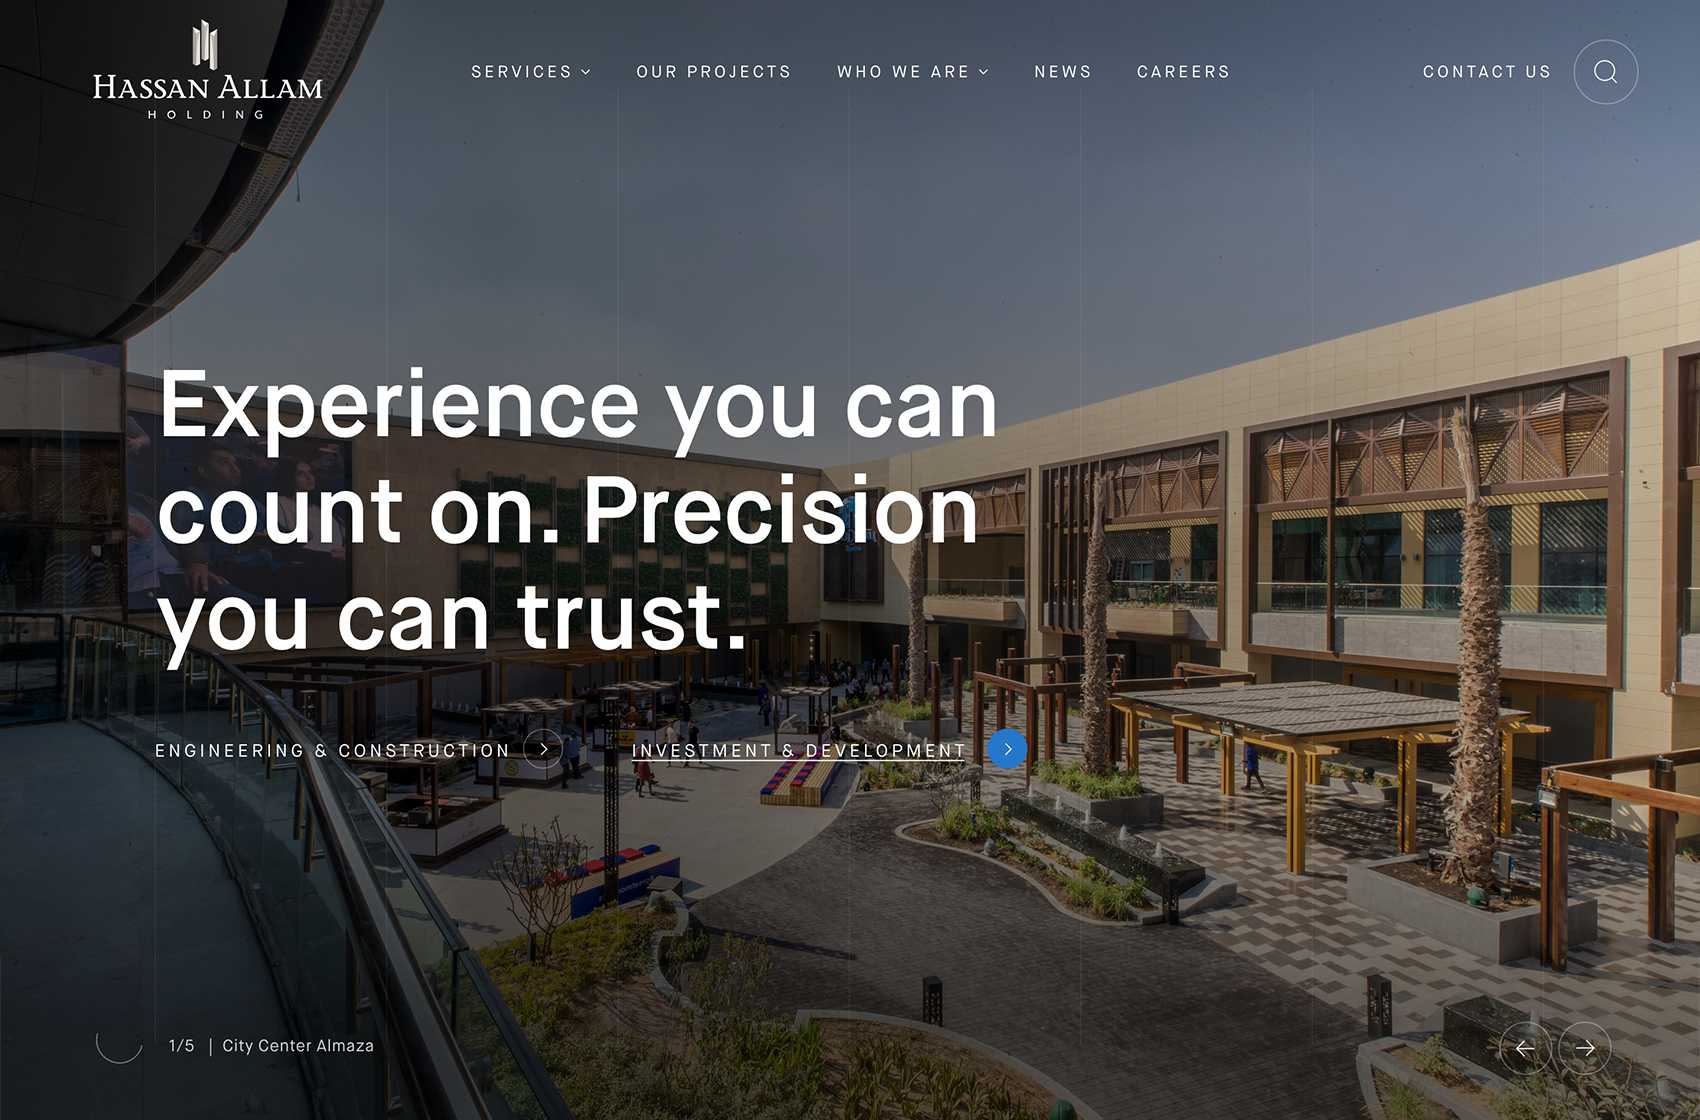 HASSAN ALLAM
HOLDING
SERVICES
OUR PROJECTS
WHO WE ARE
NEWS
CAREERS
CONTACT US
Experience you can
count on. Precision
you can trust.
ENGINEERING & CONSTRUCTION
INVESTMENT & DEVELOPMENT
1/5 | City Center Almaza